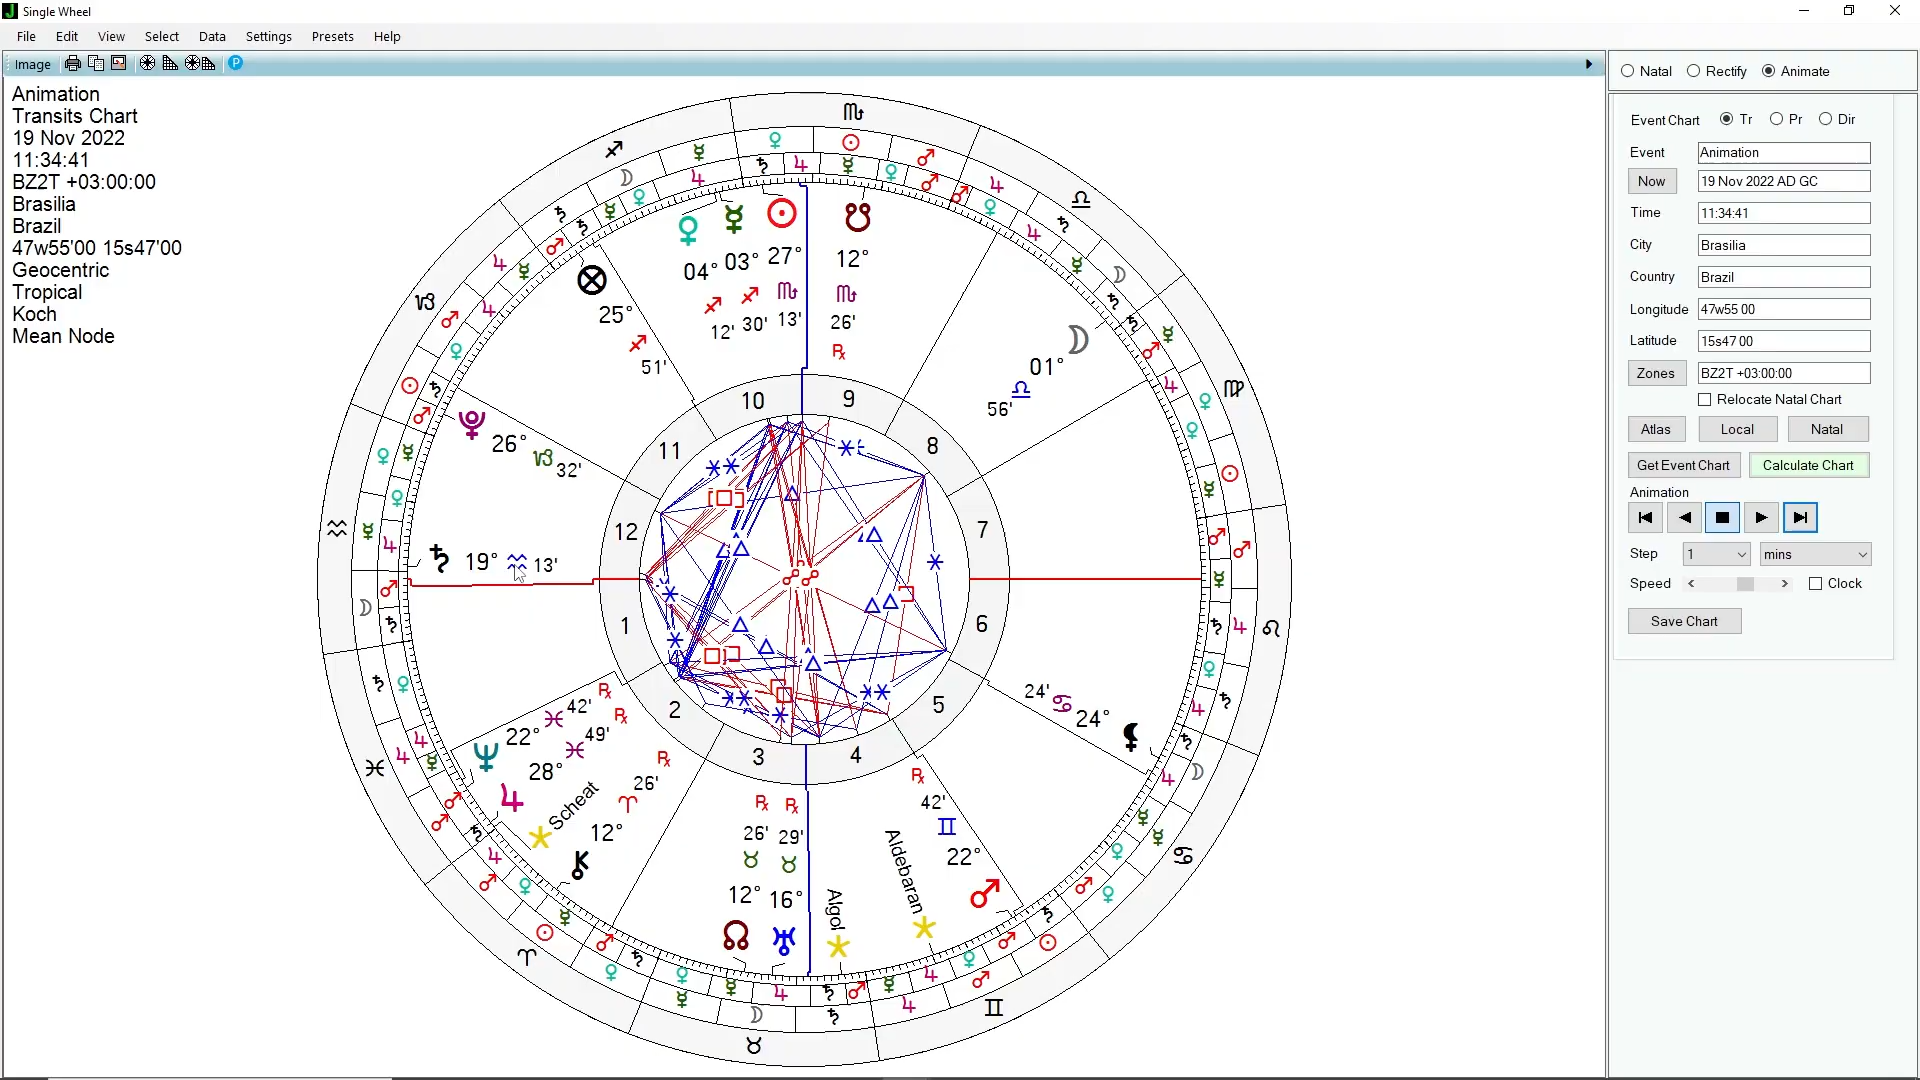 Single Wheel
File Edit View Select Data Settings Presets Help
Image
Animation
Transits Chart
19 Nov 2022
11:34:41
BZ2T +03:00:00
Brasilia
Brazil
47w55'00 15s47'00
Geocentric
Tropical
Koch
Mean Node
♏
♐
♎
♑
♍
♒
♌
♓
♋
♈
♊
♉
♀ 04° ♐ 12'
☿ 03° ♐ 30'
☉ 27° ♏ 13'
☋ 12° ♏ 26' ℞
⊗ 25° ♐ 51'
☽ 01° ♎ 56'
♇ 26° ♑ 32'
♄ 19° ♒ 13'
♆ 22° ♓ 42' ℞
♃ 28° ♓ 49' ℞
Scheat
⚷ 12° ♈ 26' ℞
☊ 12° ♉ 26' ℞
♅ 16° ♉ 29' ℞
Algol
Aldebaran
♂ 22° ♊ 42' ℞
⚸ 24° ♋ 24'
10 9
11 8
12 7
1 6
2 5
3 4
Natal Rectify Animate
Event Chart Tr Pr Dir
Event Animation
Now 19 Nov 2022 AD GC
Time 11:34:41
City Brasilia
Country Brazil
Longitude 47w55 00
Latitude 15s47 00
Zones BZ2T +03:00:00
Relocate Natal Chart
Atlas Local Natal
Get Event Chart Calculate Chart
Animation
Step 1 mins
Speed < > Clock
Save Chart